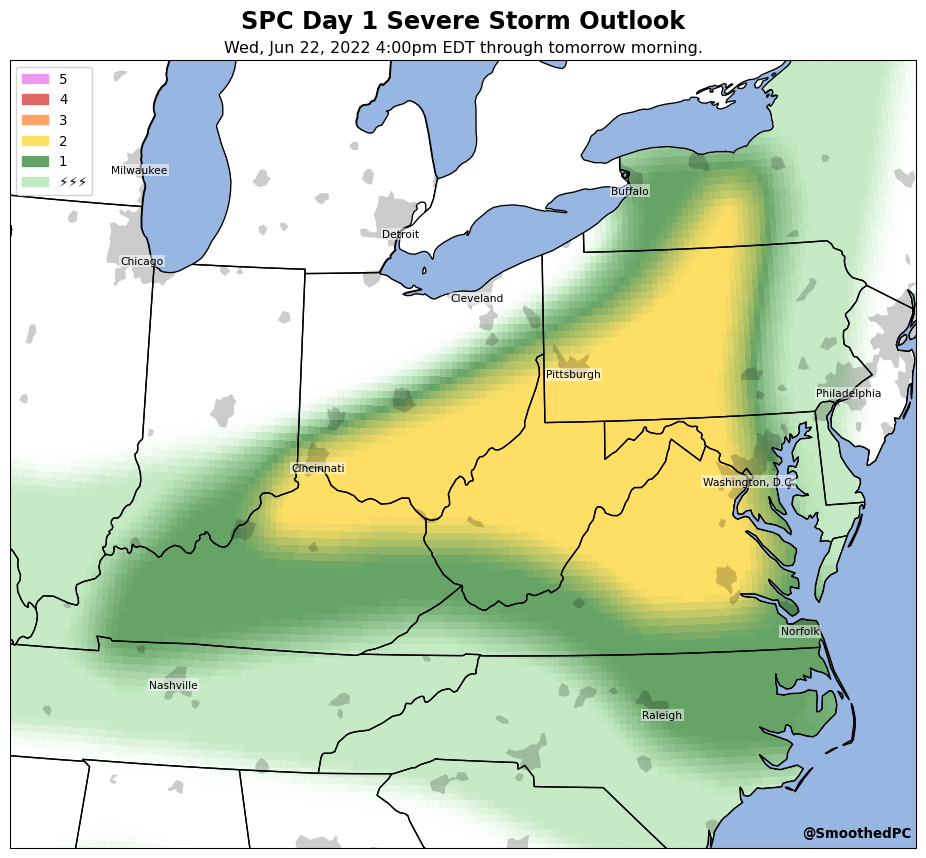 SPC Day 1 Severe Storm Outlook
Wed, Jun 22, 2022 4:00pm EDT through tomorrow morning.
5
4
3
2
1
⚡⚡⚡
Milwaukee
Buffalo
Detroit
Chicago
Cleveland
Pittsburgh
Philadelphia
Cincinnati
Washington, D.C.
Norfolk
Nashville
Raleigh
@SmoothedPC